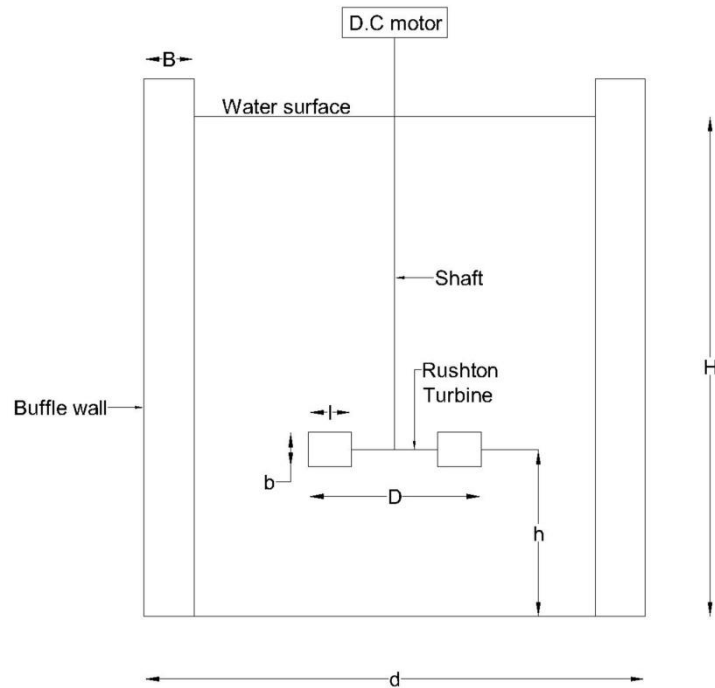 D.C motor
B
Water surface
Shaft
H
Rushton
Turbine
Buffle wall
l
b
D
h
d